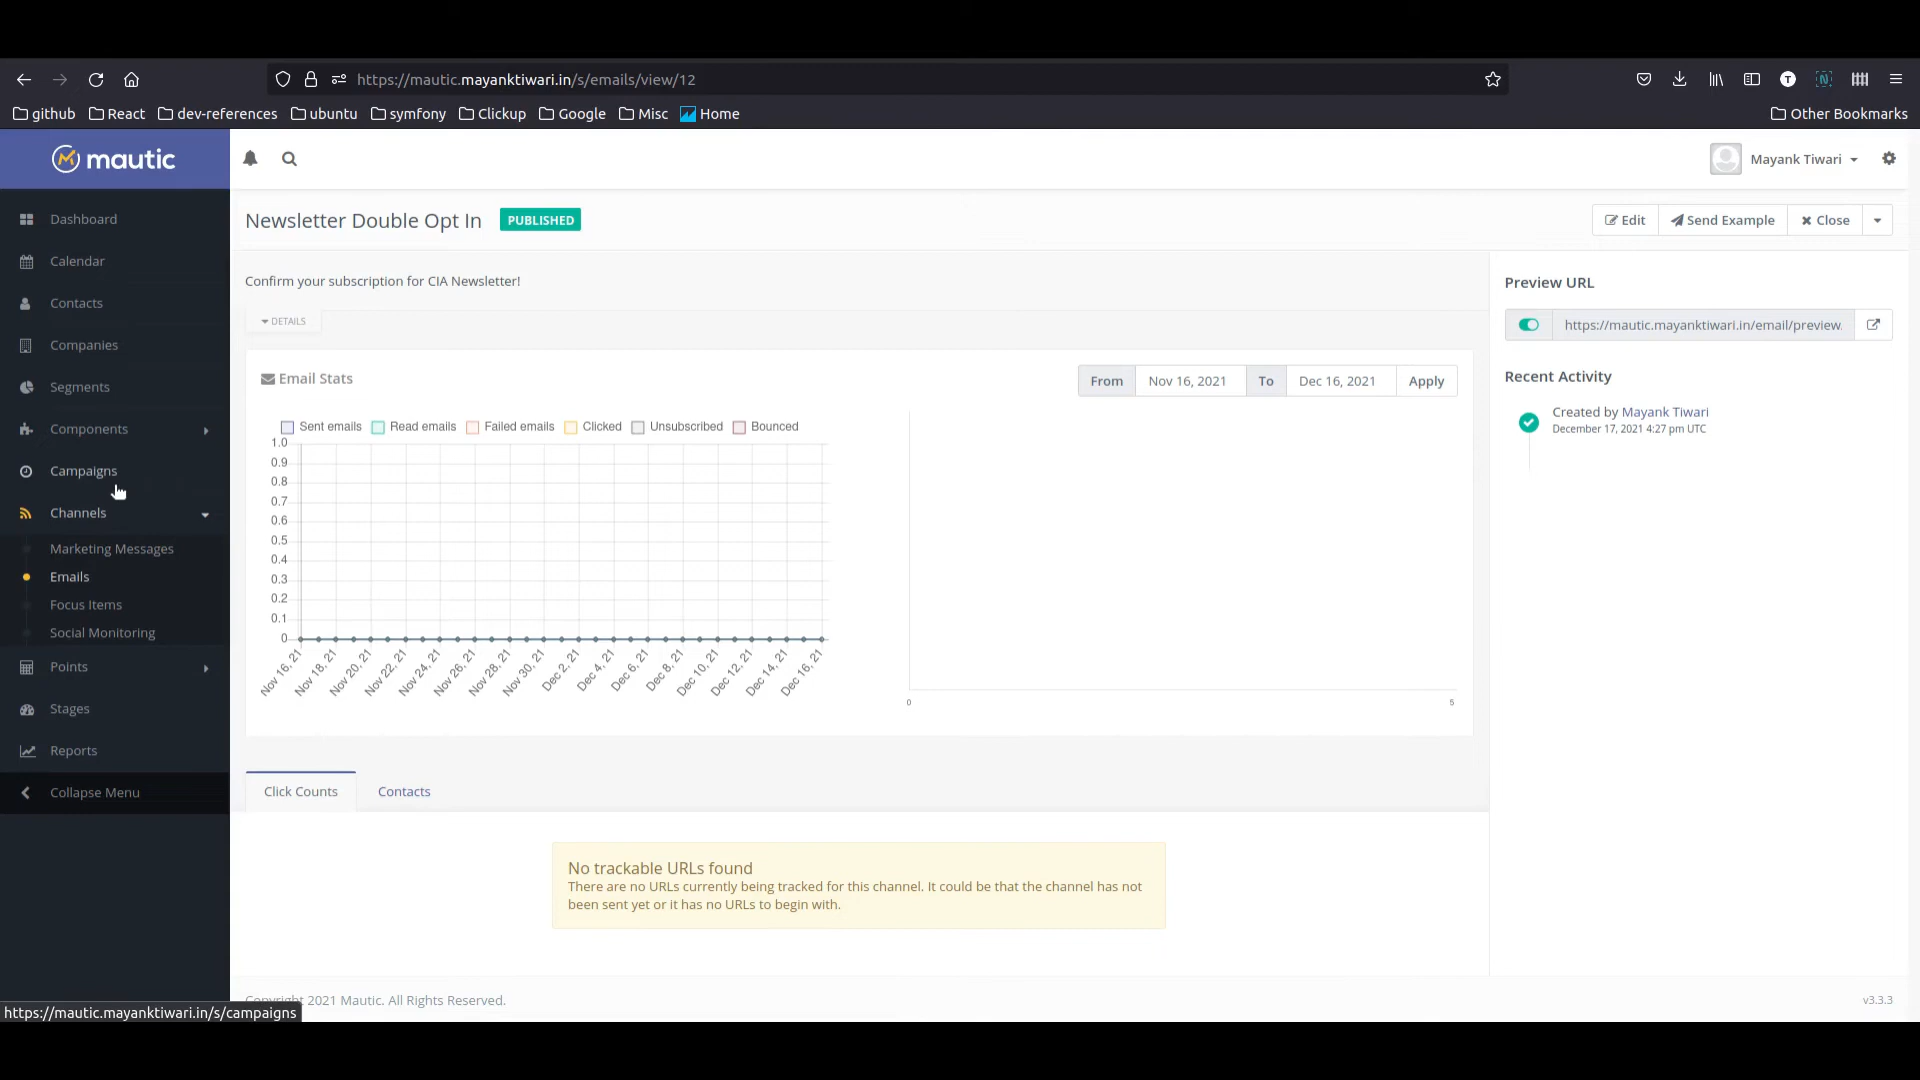 https://mautic.mayanktiwari.in/s/emails/view/12
github React dev-references ubuntu symfony Clickup Google Misc Home Other Bookmarks
mautic
Mayank Tiwari
Dashboard
Calendar
Contacts
Companies
Segments
Components
Campaigns
Channels
Marketing Messages
Emails
Focus Items
Social Monitoring
Points
Stages
Reports
Collapse Menu
Newsletter Double Opt In PUBLISHED
Edit Send Example Close
Confirm your subscription for CIA Newsletter!
DETAILS
Email Stats
From Nov 16, 2021 To Dec 16, 2021 Apply
Sent emails Read emails Failed emails Clicked Unsubscribed Bounced
1.0
0.9
0.8
0.7
0.6
0.5
0.4
0.3
0.2
0.1
0
Nov 16, 21 Nov 18, 21 Nov 20, 21 Nov 22, 21 Nov 24, 21 Nov 26, 21 Nov 28, 21 Nov 30, 21 Dec 2, 21 Dec 4, 21 Dec 6, 21 Dec 8, 21 Dec 10, 21 Dec 12, 21 Dec 14, 21 Dec 16, 21
0 5
Click Counts Contacts
No trackable URLs found
There are no URLs currently being tracked for this channel. It could be that the channel has not
been sent yet or it has no URLs to begin with.
Preview URL
https://mautic.mayanktiwari.in/email/preview.
Recent Activity
Created by Mayank Tiwari
December 17, 2021 4:27 pm UTC
Copyright 2021 Mautic. All Rights Reserved.
v3.3.3
https://mautic.mayanktiwari.in/s/campaigns